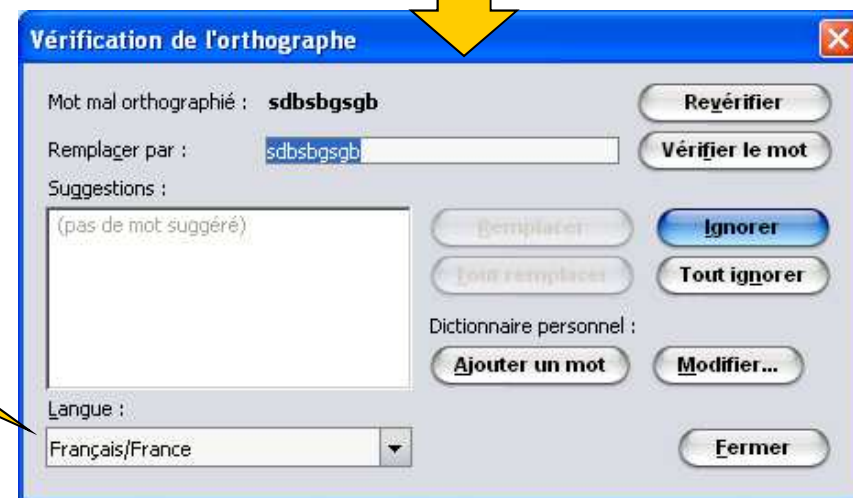 Vérification de l'orthographe
Mot mal orthographié : sdbsbgsgb
Revérifier
Remplacer par : sdbsbgsgb
Vérifier le mot
Suggestions :
(pas de mot suggéré)
Remplacer
Ignorer
Tout remplacer
Tout ignorer
Dictionnaire personnel :
Ajouter un mot
Modifier...
Langue :
Français/France
Fermer